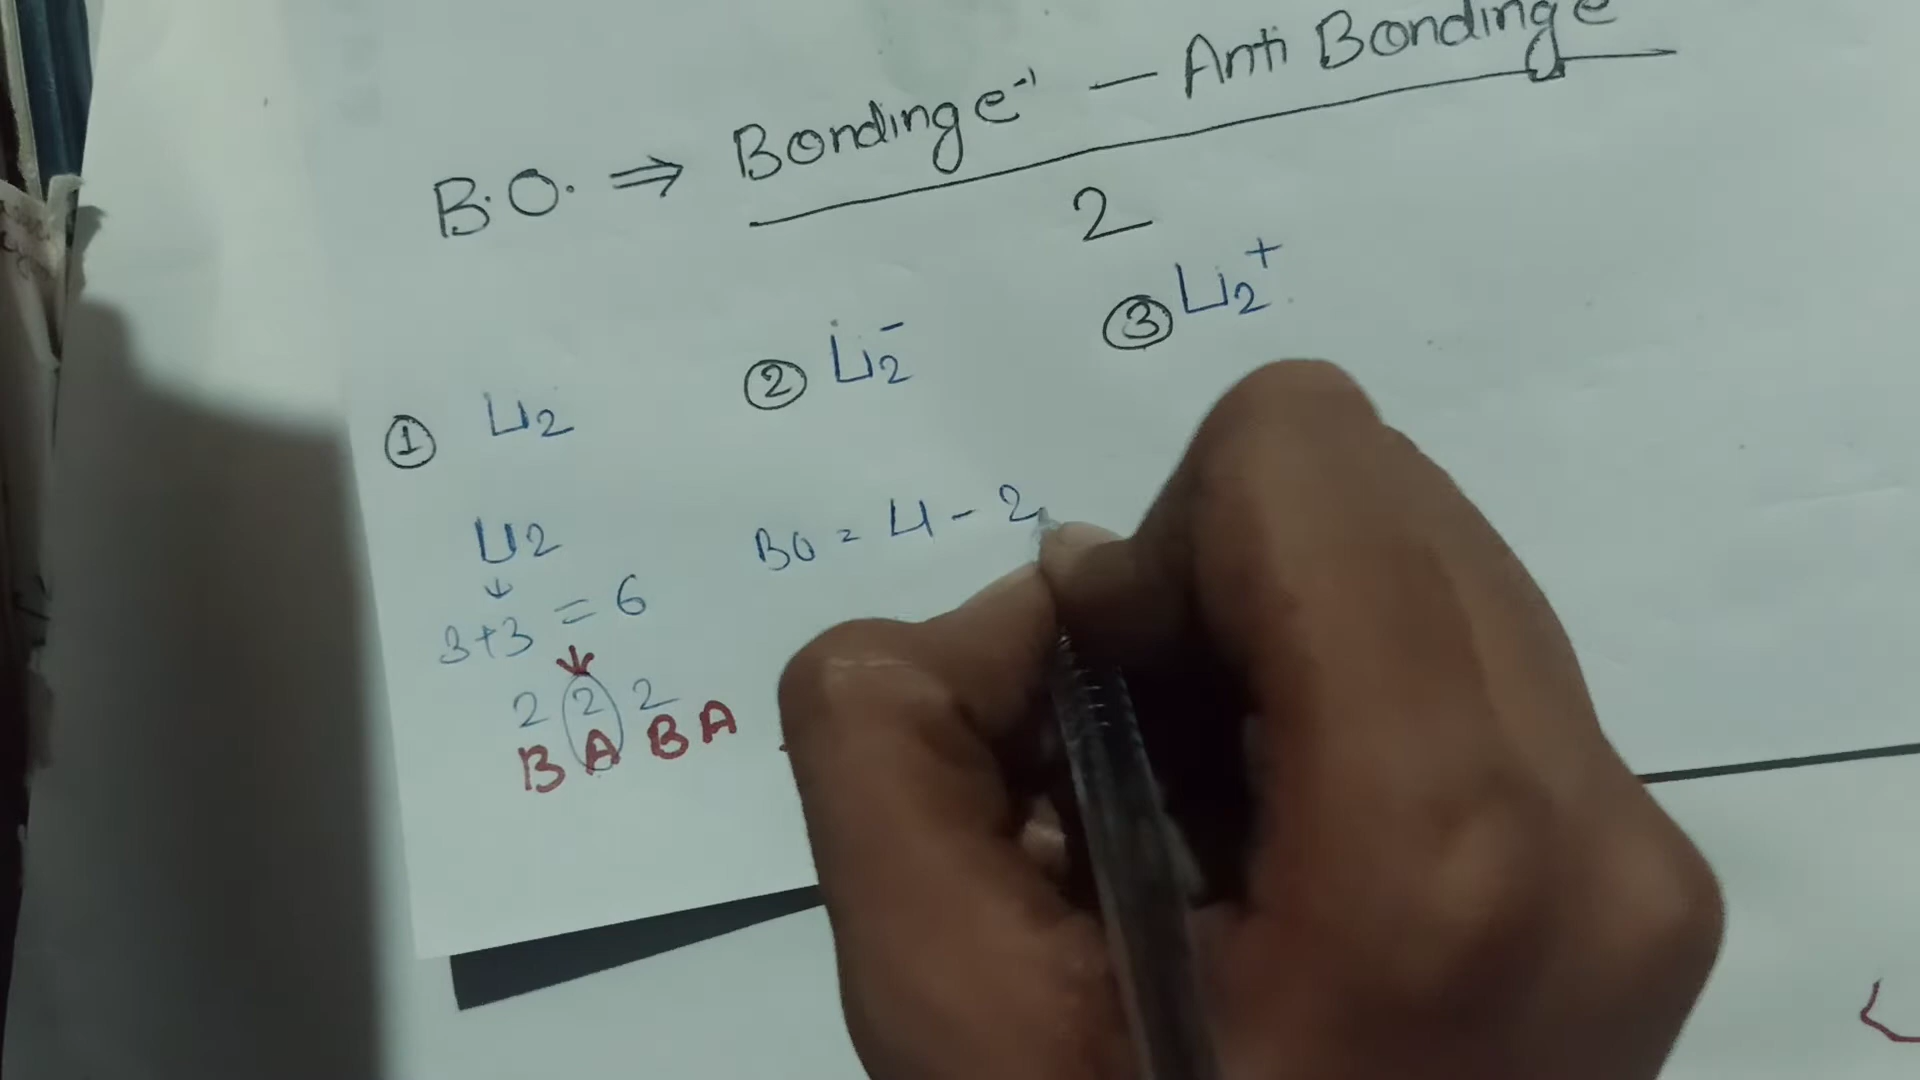 B.O. ⇒ Bonding e⁻¹ — Anti Bonding e
2
① Li2 ② Li2⁻ ③ Li2⁺
Li2
↓
3+3 = 6
2 2 2
B A B A
BO = 4 - 2